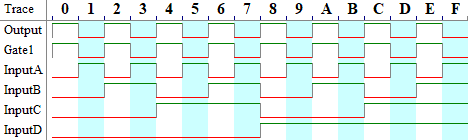 Trace 0 1 2 3 4 5 6 7 8 9 A B C D E F
Output
Gate1
InputA
InputB
InputC
InputD